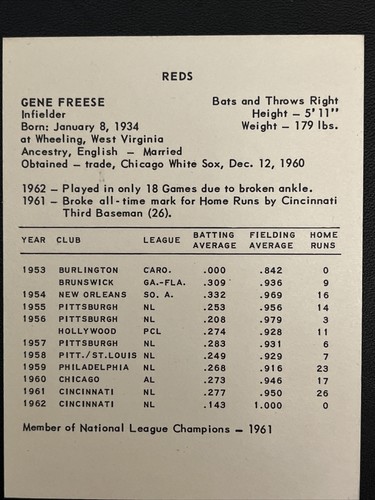 REDS
GENE FREESE Bats and Throws Right
Infielder Height – 5'11"
Born: January 8, 1934 Weight – 179 lbs.
at Wheeling, West Virginia
Ancestry, English – Married
Obtained – trade, Chicago White Sox, Dec. 12, 1960
1962 – Played in only 18 Games due to broken ankle.
1961 – Broke all-time mark for Home Runs by Cincinnati
Third Baseman (26).
BATTING FIELDING HOME
YEAR CLUB LEAGUE AVERAGE AVERAGE RUNS
1953 BURLINGTON CARO. .000 .842 0
BRUNSWICK GA.-FLA. .309 .936 9
1954 NEW ORLEANS SO. A. .332 .969 16
1955 PITTSBURGH NL .253 .956 14
1956 PITTSBURGH NL .208 .979 3
HOLLYWOOD PCL .274 .928 11
1957 PITTSBURGH NL .283 .931 6
1958 PITT./ST.LOUIS NL .249 .929 7
1959 PHILADELPHIA NL .268 .916 23
1960 CHICAGO AL .273 .946 17
1961 CINCINNATI NL .277 .950 26
1962 CINCINNATI NL .143 1.000 0
Member of National League Champions – 1961